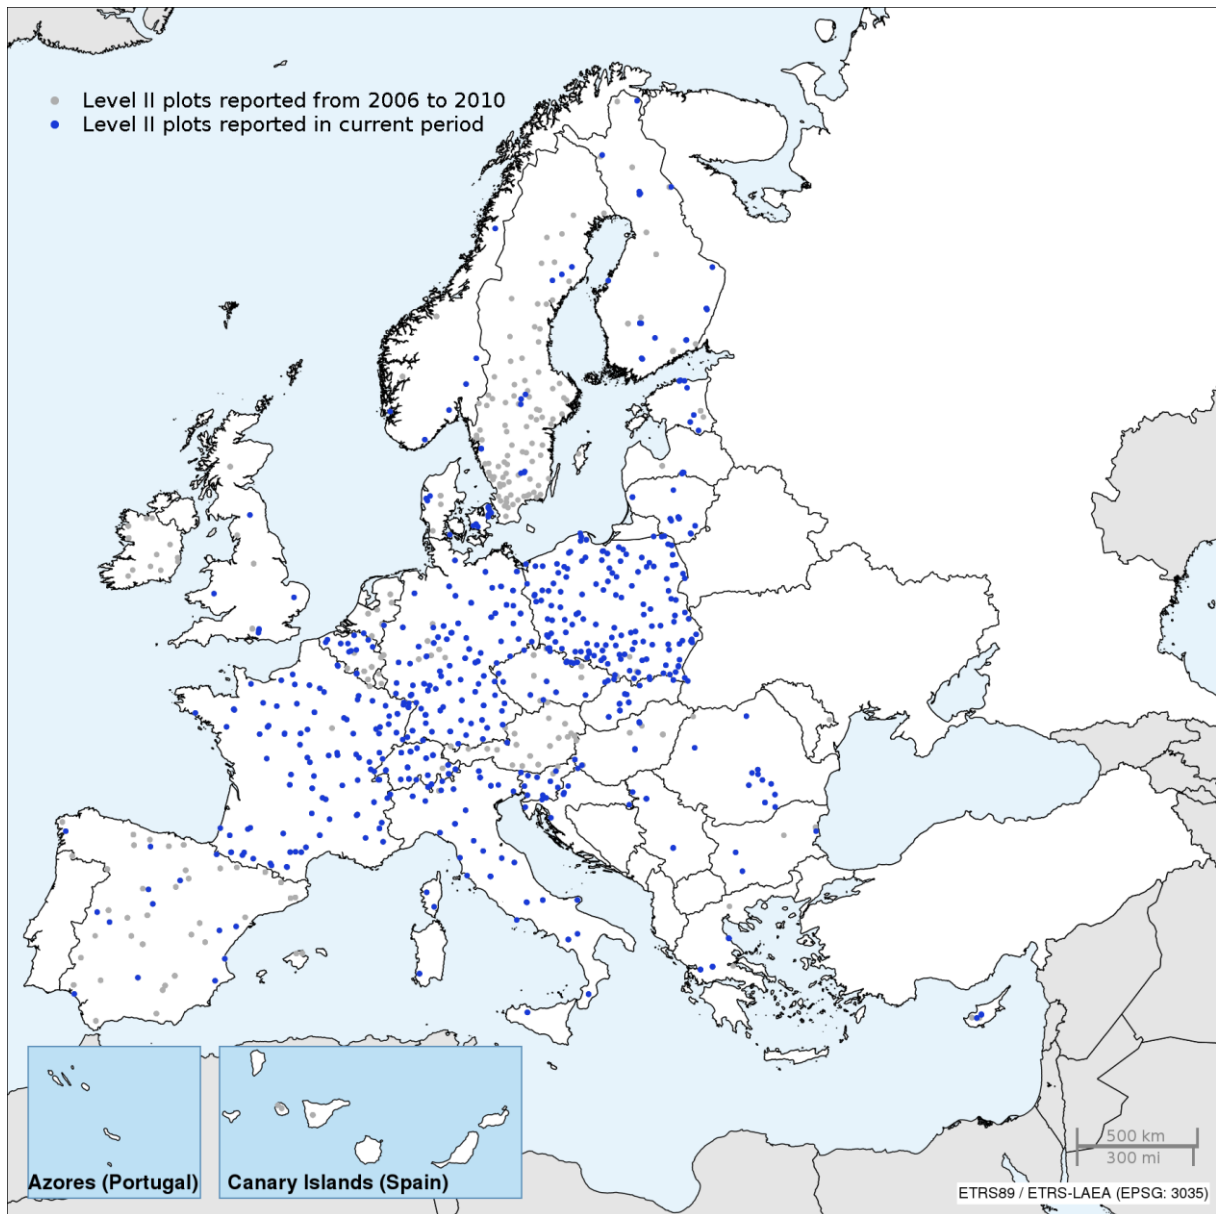 Level II plots reported from 2006 to 2010
Level II plots reported in current period
Azores (Portugal)
Canary Islands (Spain)
500 km
300 mi
ETRS89 / ETRS-LAEA (EPSG: 3035)